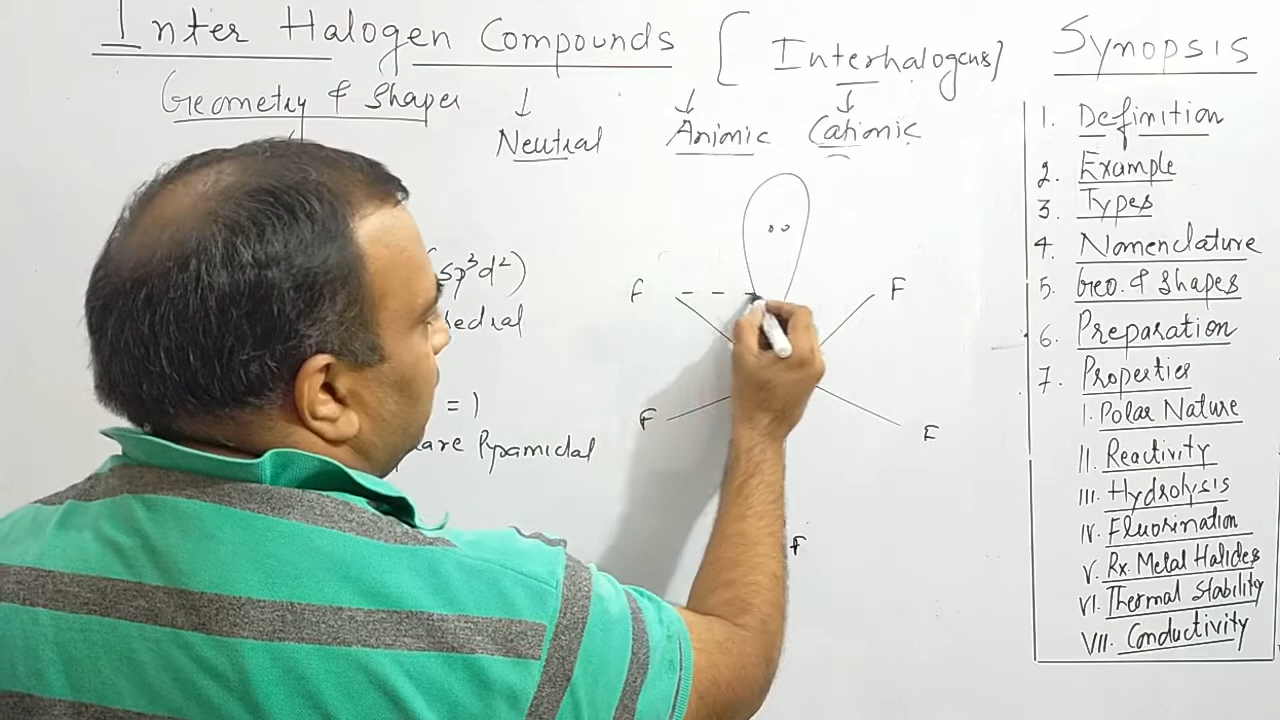 Inter Halogen Compounds [Interhalogens]
Geometry & Shapes
Neutral
Anionic
Cationic
sp³d²)
hedral
= 1
are Pyramidal
F
F
F
F
F
Synopsis
1. Definition
2. Example
3. Types
4. Nomenclature
5. Geo. & Shapes
6. Preparation
7. Properties
I. Polar Nature
II. Reactivity
III. Hydrolysis
IV. Fluorination
V. Rx. Metal Halides
VI. Thermal Stability
VII. Conductivity